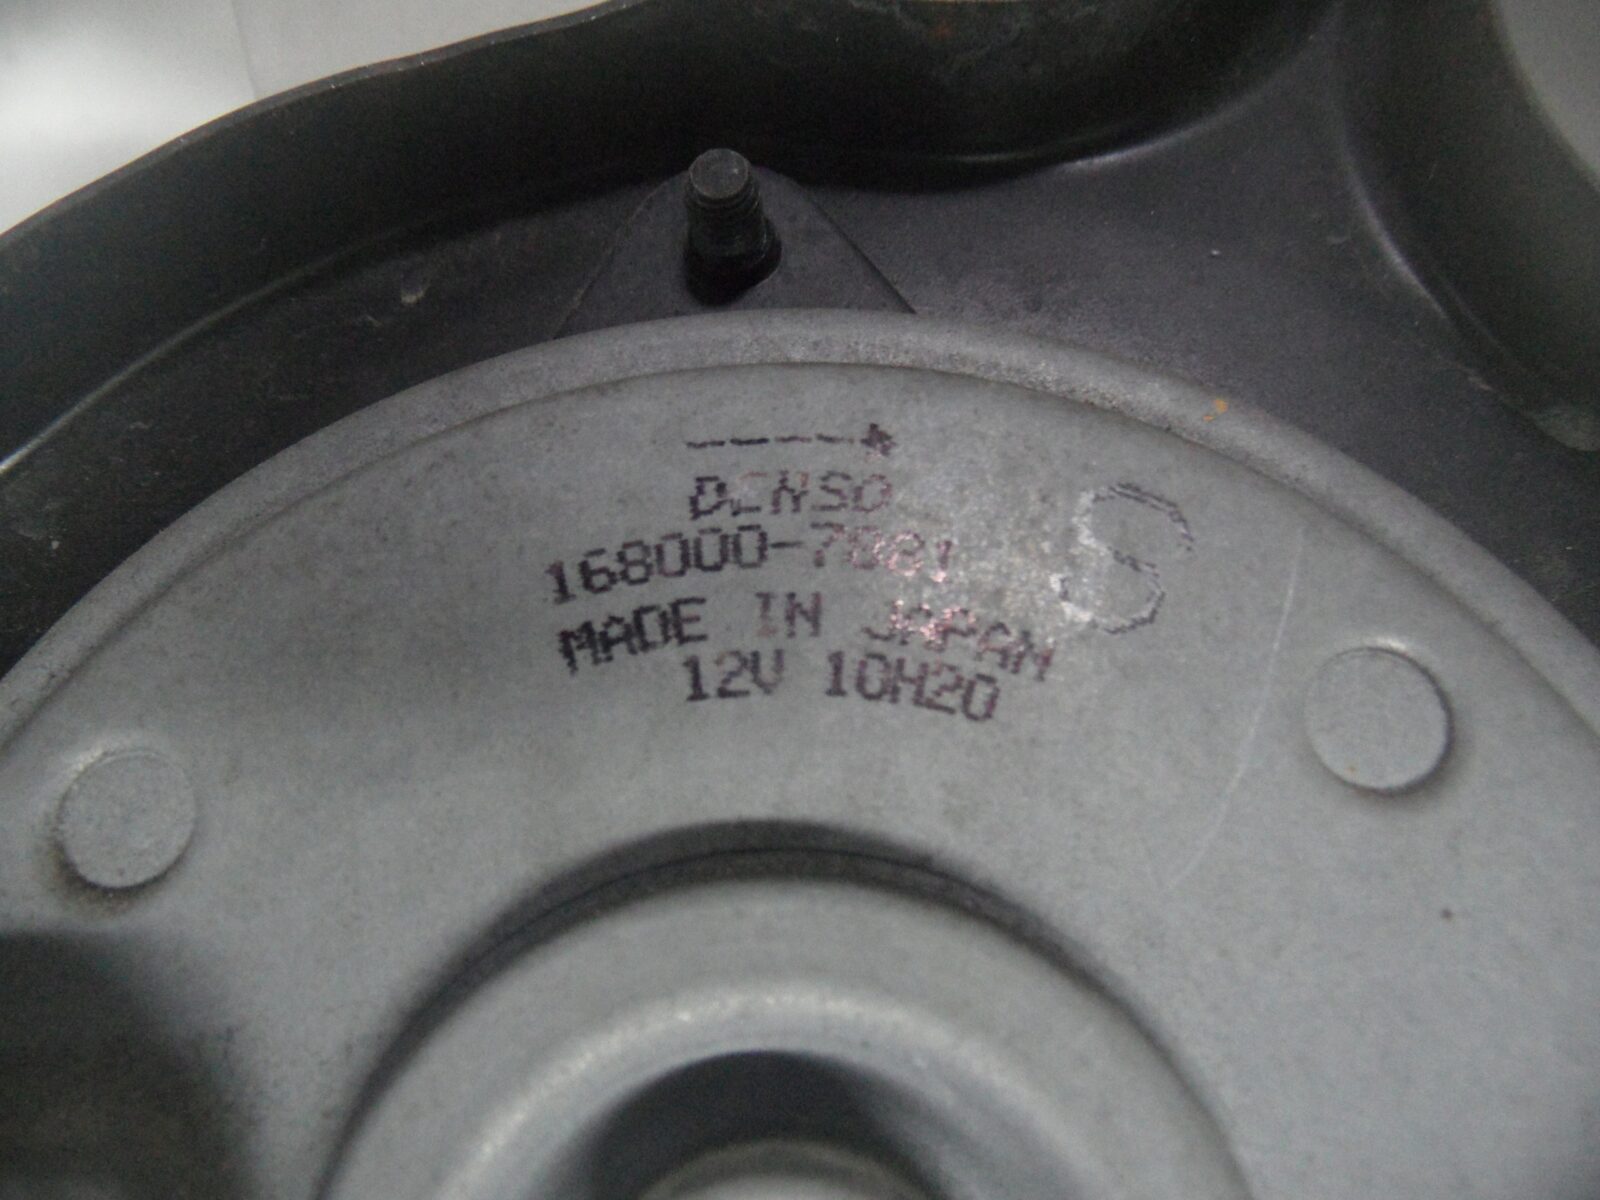 DENSO
S
MADE IN JAPAN
12V 10H20